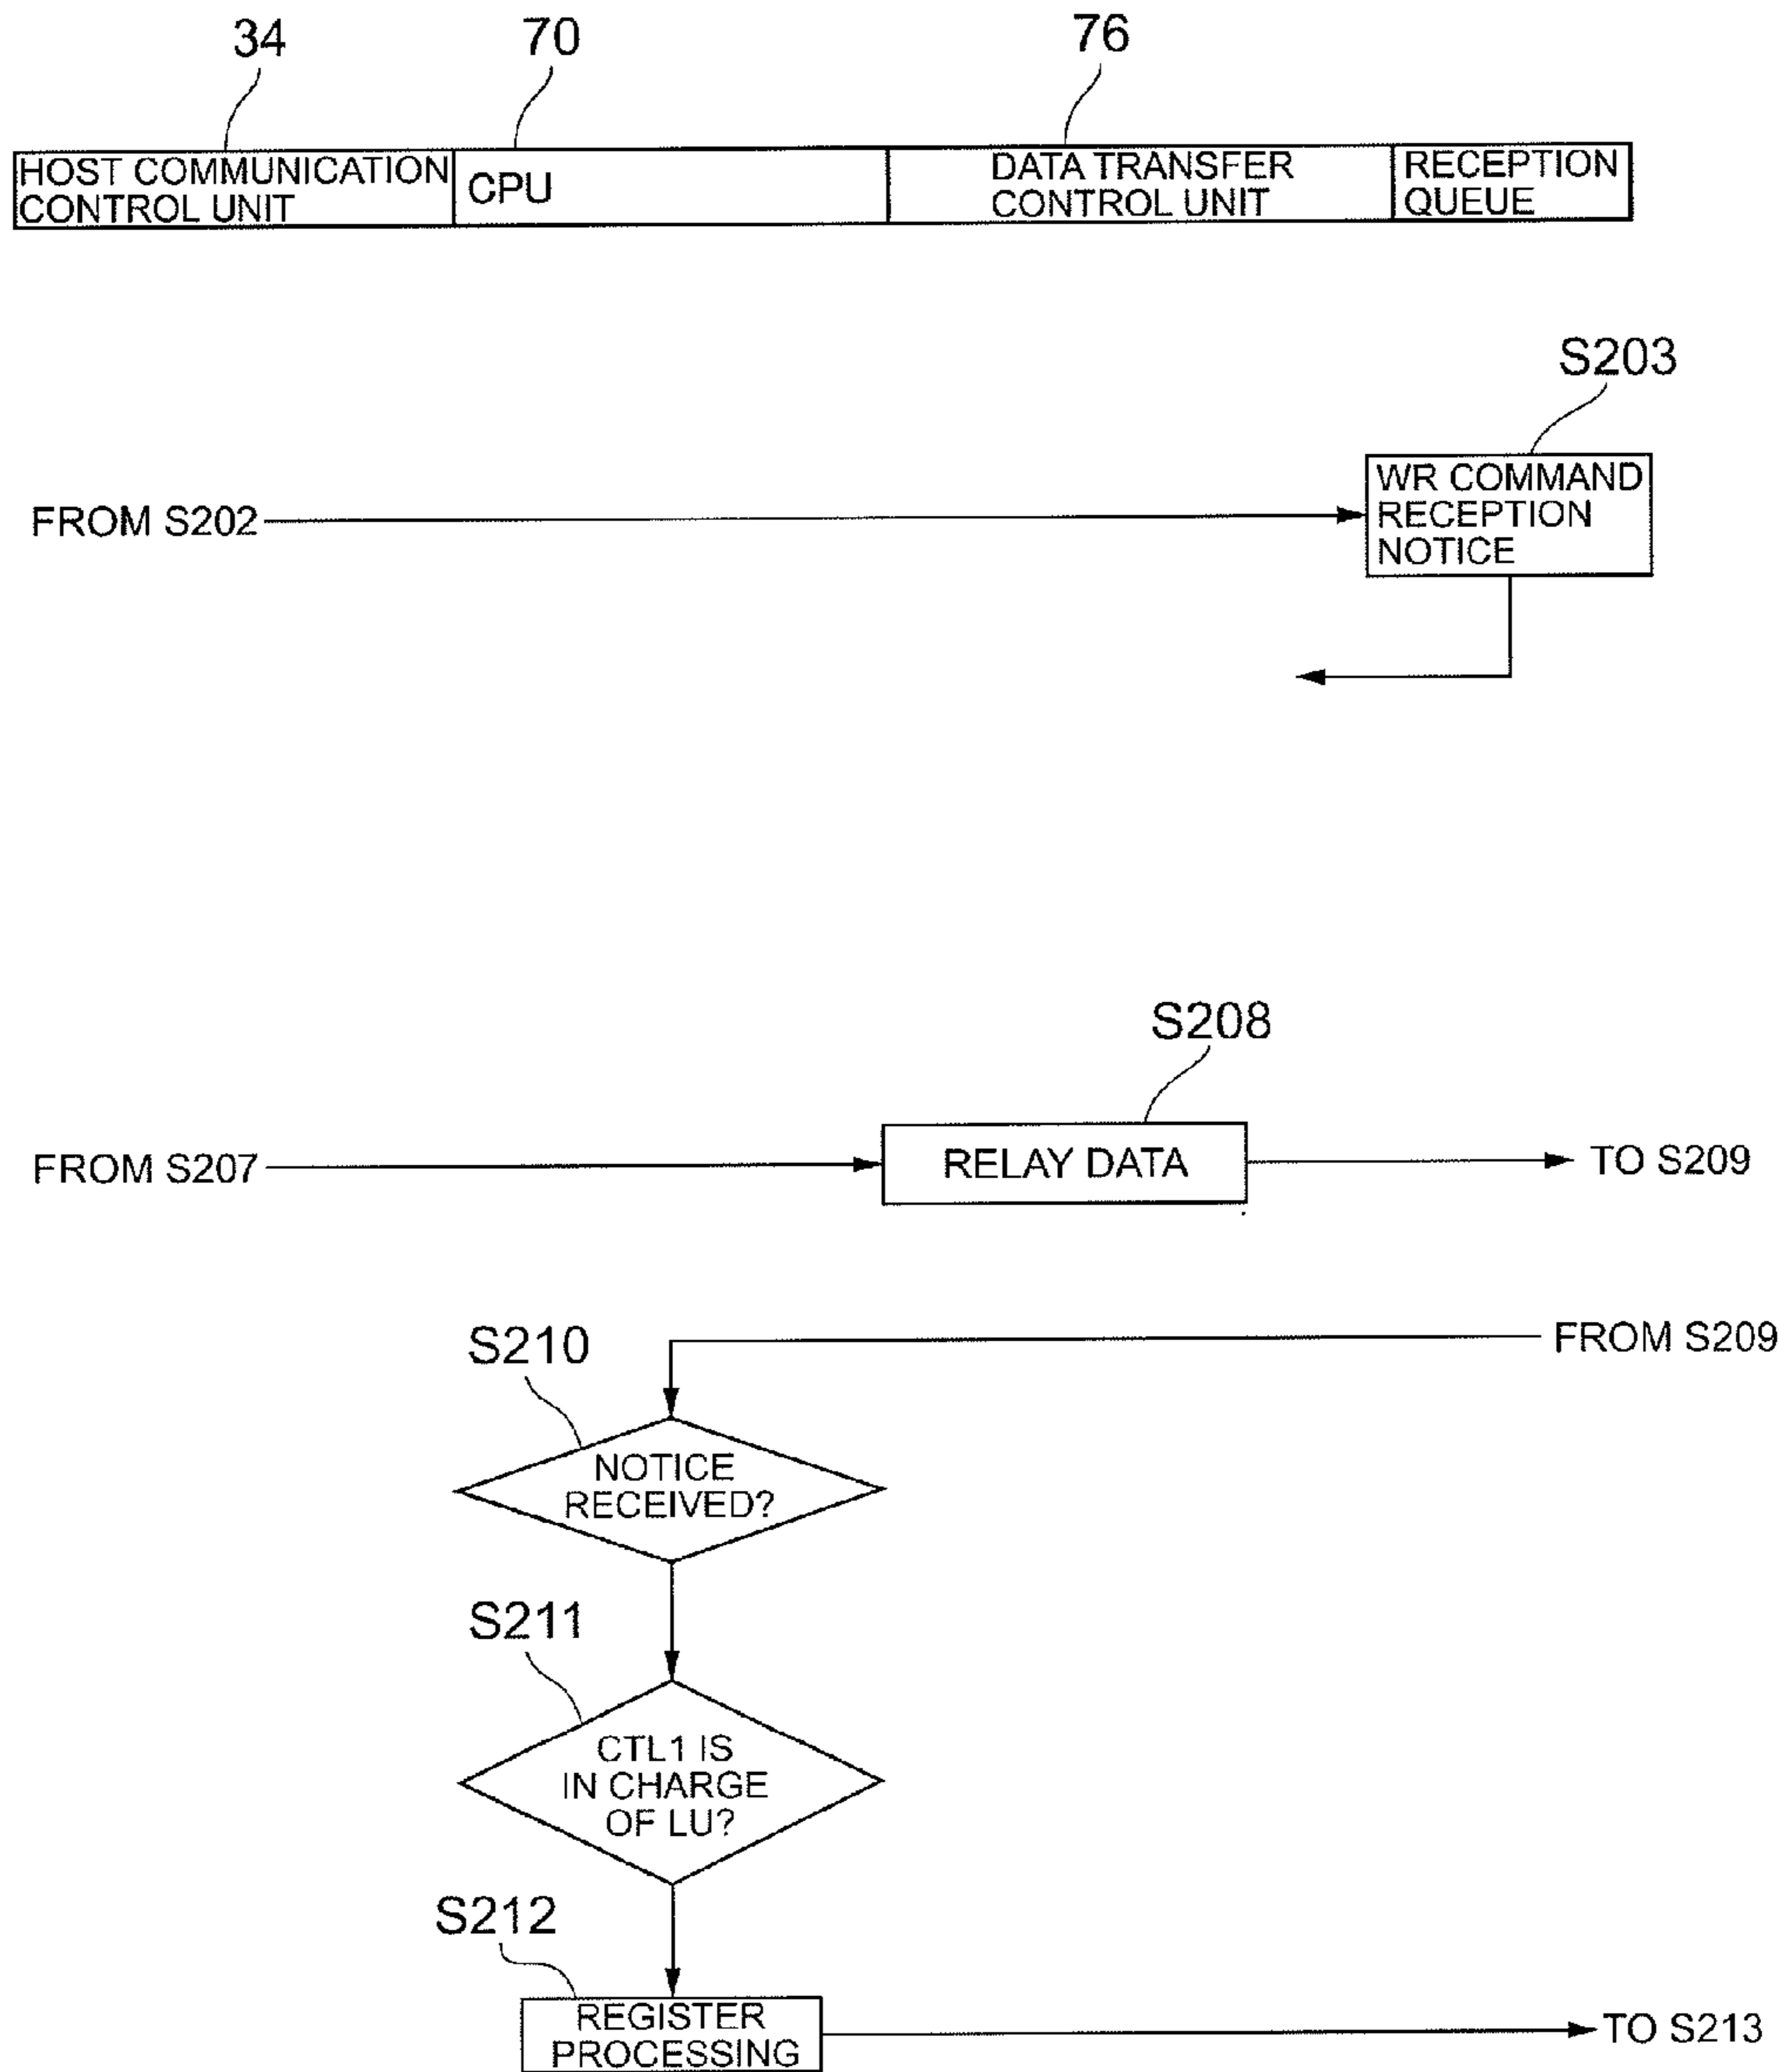 34
70
76
HOST COMMUNICATION
CONTROL UNIT
CPU
DATA TRANSFER
CONTROL UNIT
RECEPTION
QUEUE
S203
WR COMMAND
RECEPTION
NOTICE
FROM S202
S208
FROM S207
RELAY DATA
TO S209
FROM S209
S210
NOTICE
RECEIVED?
S211
CTL1 IS
IN CHARGE
OF LU?
S212
REGISTER
PROCESSING
TO S213